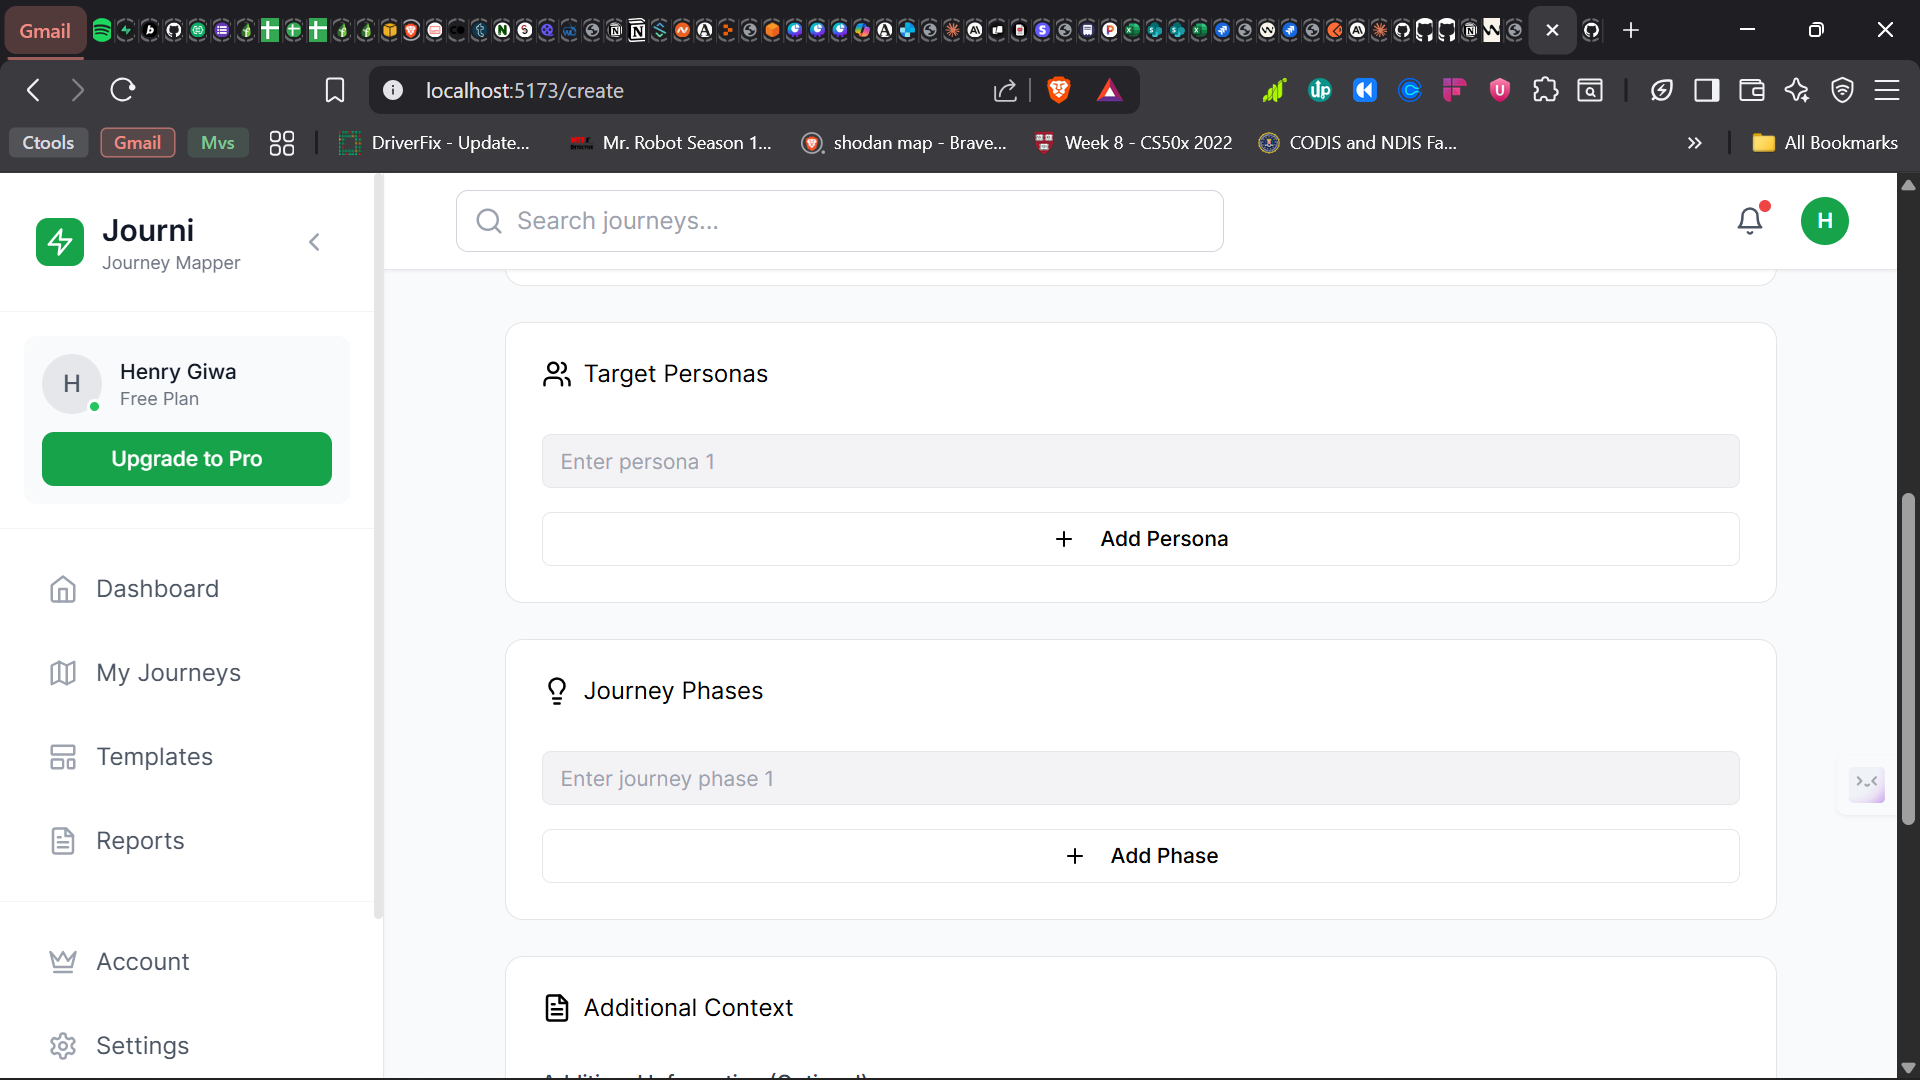 Gmail
localhost:5173/create
Ctools
Gmail
Mvs
DriverFix - Update...
Mr. Robot Season 1...
shodan map - Brave...
Week 8 - CS50x 2022
CODIS and NDIS Fa...
All Bookmarks
Journi
Journey Mapper
Search journeys...
H
H
Henry Giwa
Free Plan
Upgrade to Pro
Dashboard
My Journeys
Templates
Reports
Account
Settings
Target Personas
Enter persona 1
Add Persona
Journey Phases
Enter journey phase 1
Add Phase
Additional Context